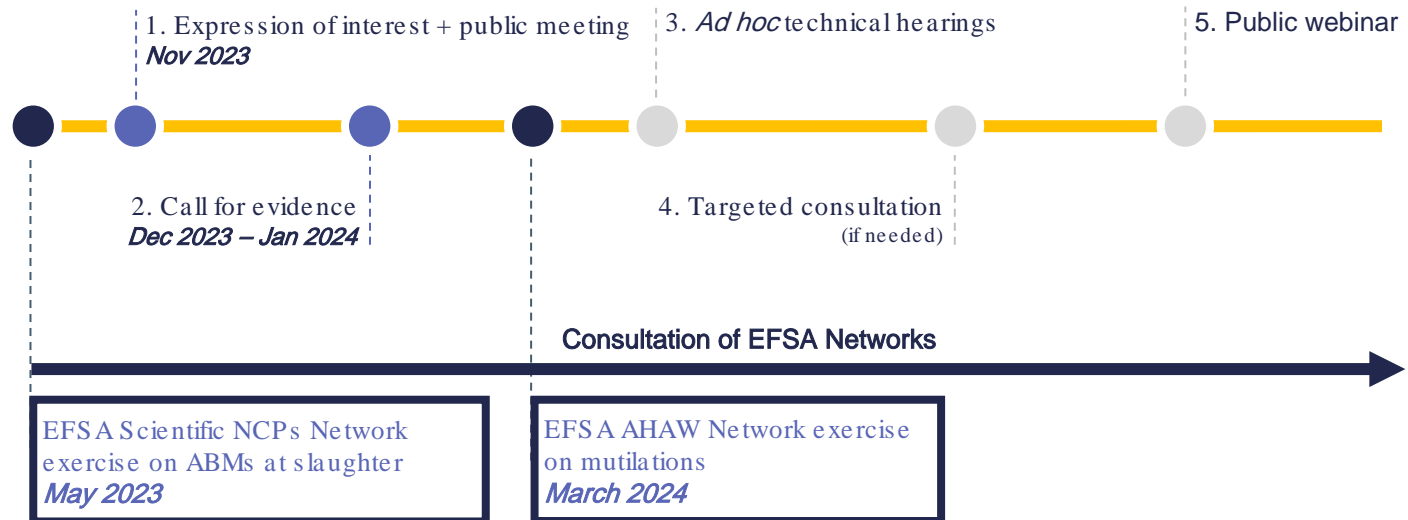 1. Expression of interest + public meeting
Nov 2023
3. Ad hoc technical hearings
5. Public webinar
2. Call for evidence
Dec 2023 – Jan 2024
4. Targeted consultation
(if needed)
Consultation of EFSA Networks
EFSA Scientific NCPs Network
exercise on ABMs at slaughter
May 2023
EFSA AHAW Network exercise
on mutilations
March 2024